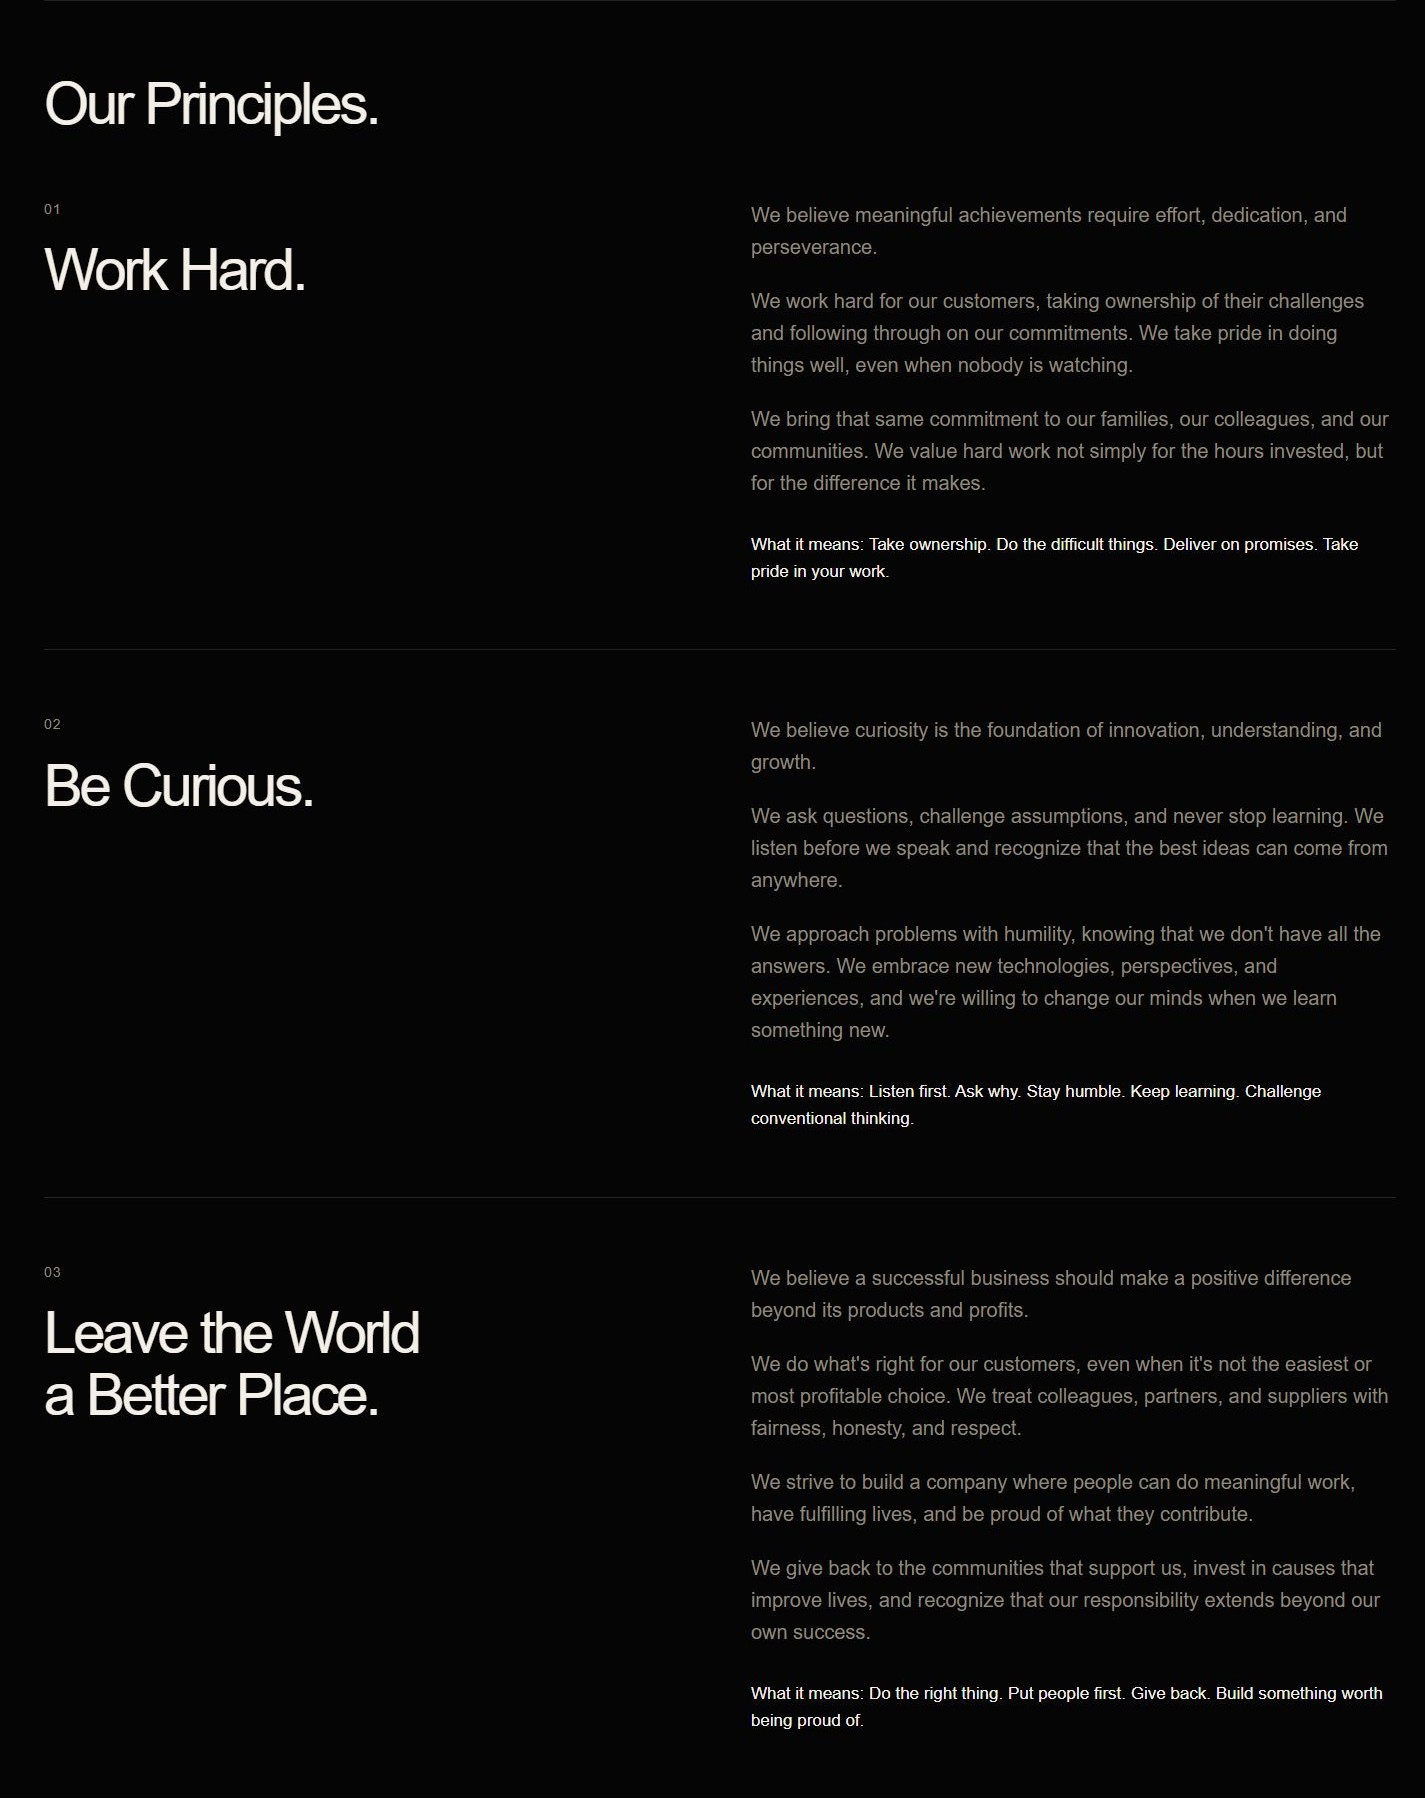 Our Principles.
01
Work Hard.
We believe meaningful achievements require effort, dedication, and
perseverance.
We work hard for our customers, taking ownership of their challenges
and following through on our commitments. We take pride in doing
things well, even when nobody is watching.
We bring that same commitment to our families, our colleagues, and our
communities. We value hard work not simply for the hours invested, but
for the difference it makes.
What it means: Take ownership. Do the difficult things. Deliver on promises. Take
pride in your work.
02
Be Curious.
We believe curiosity is the foundation of innovation, understanding, and
growth.
We ask questions, challenge assumptions, and never stop learning. We
listen before we speak and recognize that the best ideas can come from
anywhere.
We approach problems with humility, knowing that we don't have all the
answers. We embrace new technologies, perspectives, and
experiences, and we're willing to change our minds when we learn
something new.
What it means: Listen first. Ask why. Stay humble. Keep learning. Challenge
conventional thinking.
03
Leave the World
a Better Place.
We believe a successful business should make a positive difference
beyond its products and profits.
We do what's right for our customers, even when it's not the easiest or
most profitable choice. We treat colleagues, partners, and suppliers with
fairness, honesty, and respect.
We strive to build a company where people can do meaningful work,
have fulfilling lives, and be proud of what they contribute.
We give back to the communities that support us, invest in causes that
improve lives, and recognize that our responsibility extends beyond our
own success.
What it means: Do the right thing. Put people first. Give back. Build something worth
being proud of.